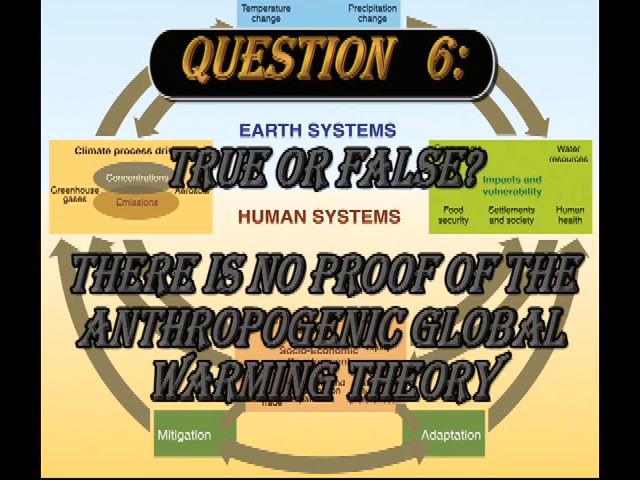 Temperature change
Precipitation change
QUESTION 6:
EARTH SYSTEMS
Climate process
Concentrations
Greenhouse gases
Emissions
TRUE OR FALSE?
Water resources
Impacts and vulnerability
Food security
Settlements and society
Human health
HUMAN SYSTEMS
THERE IS NO PROOF OF THE
ANTHROPOGENIC GLOBAL
WARMING THEORY
Socio-Economic
Mitigation
Adaptation